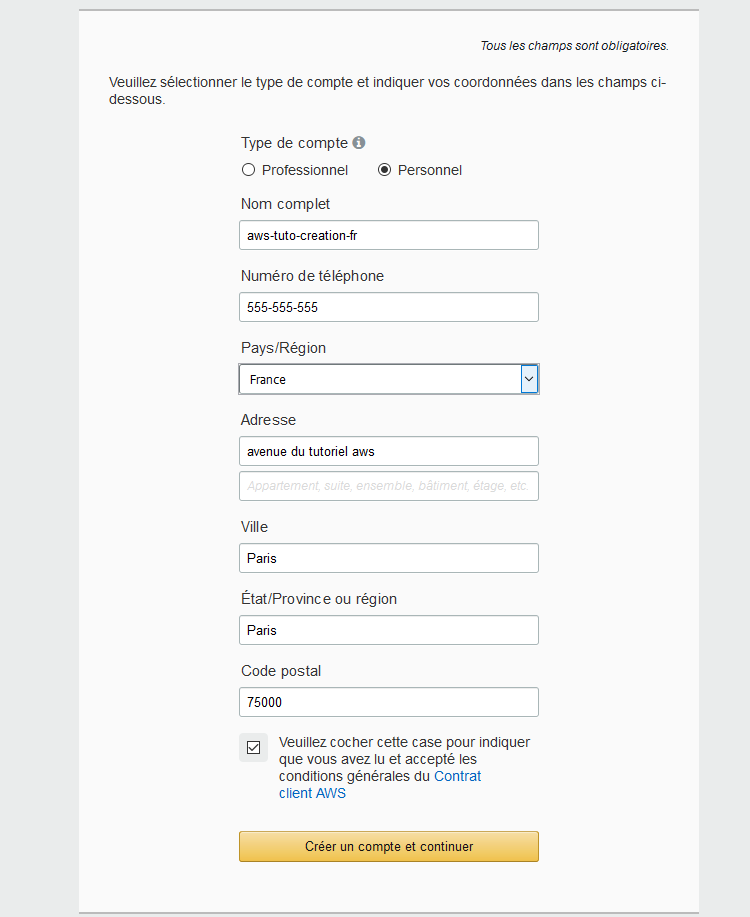 Tous les champs sont obligatoires.
Veuillez sélectionner le type de compte et indiquer vos coordonnées dans les champs ci-
dessous.
Type de compte
Professionnel Personnel
Nom complet
aws-tuto-creation-fr
Numéro de téléphone
555-555-555
Pays/Région
France
Adresse
avenue du tutoriel aws
Appartement, suite, ensemble, bâtiment, étage, etc.
Ville
Paris
État/Province ou région
Paris
Code postal
75000
Veuillez cocher cette case pour indiquer
que vous avez lu et accepté les
conditions générales du Contrat
client AWS
Créer un compte et continuer